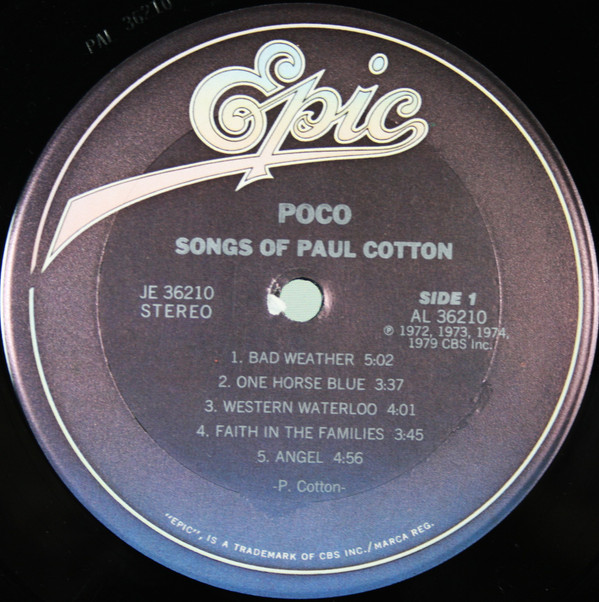 PAL 36210
Epic
POCO
SONGS OF PAUL COTTON
JE 36210
STEREO
SIDE 1
AL 36210
℗ 1972, 1973, 1974,
1979 CBS Inc.
1. BAD WEATHER 5:02
2. ONE HORSE BLUE 3:37
3. WESTERN WATERLOO 4:01
4. FAITH IN THE FAMILIES 3:45
5. ANGEL 4:56
-P. Cotton-
"EPIC", IS A TRADEMARK OF CBS INC./MARCA REG.